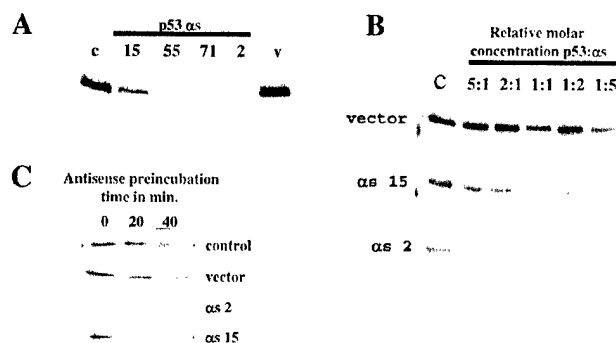 A
p53 αs
c 15 55 71 2 v
B
Relative molar
concentration p53:αs
C 5:1 2:1 1:1 1:2 1:5
vector
αs 15
αs 2
C
Antisense preincubation
time in min.
0 20 40
control
vector
αs 2
αs 15